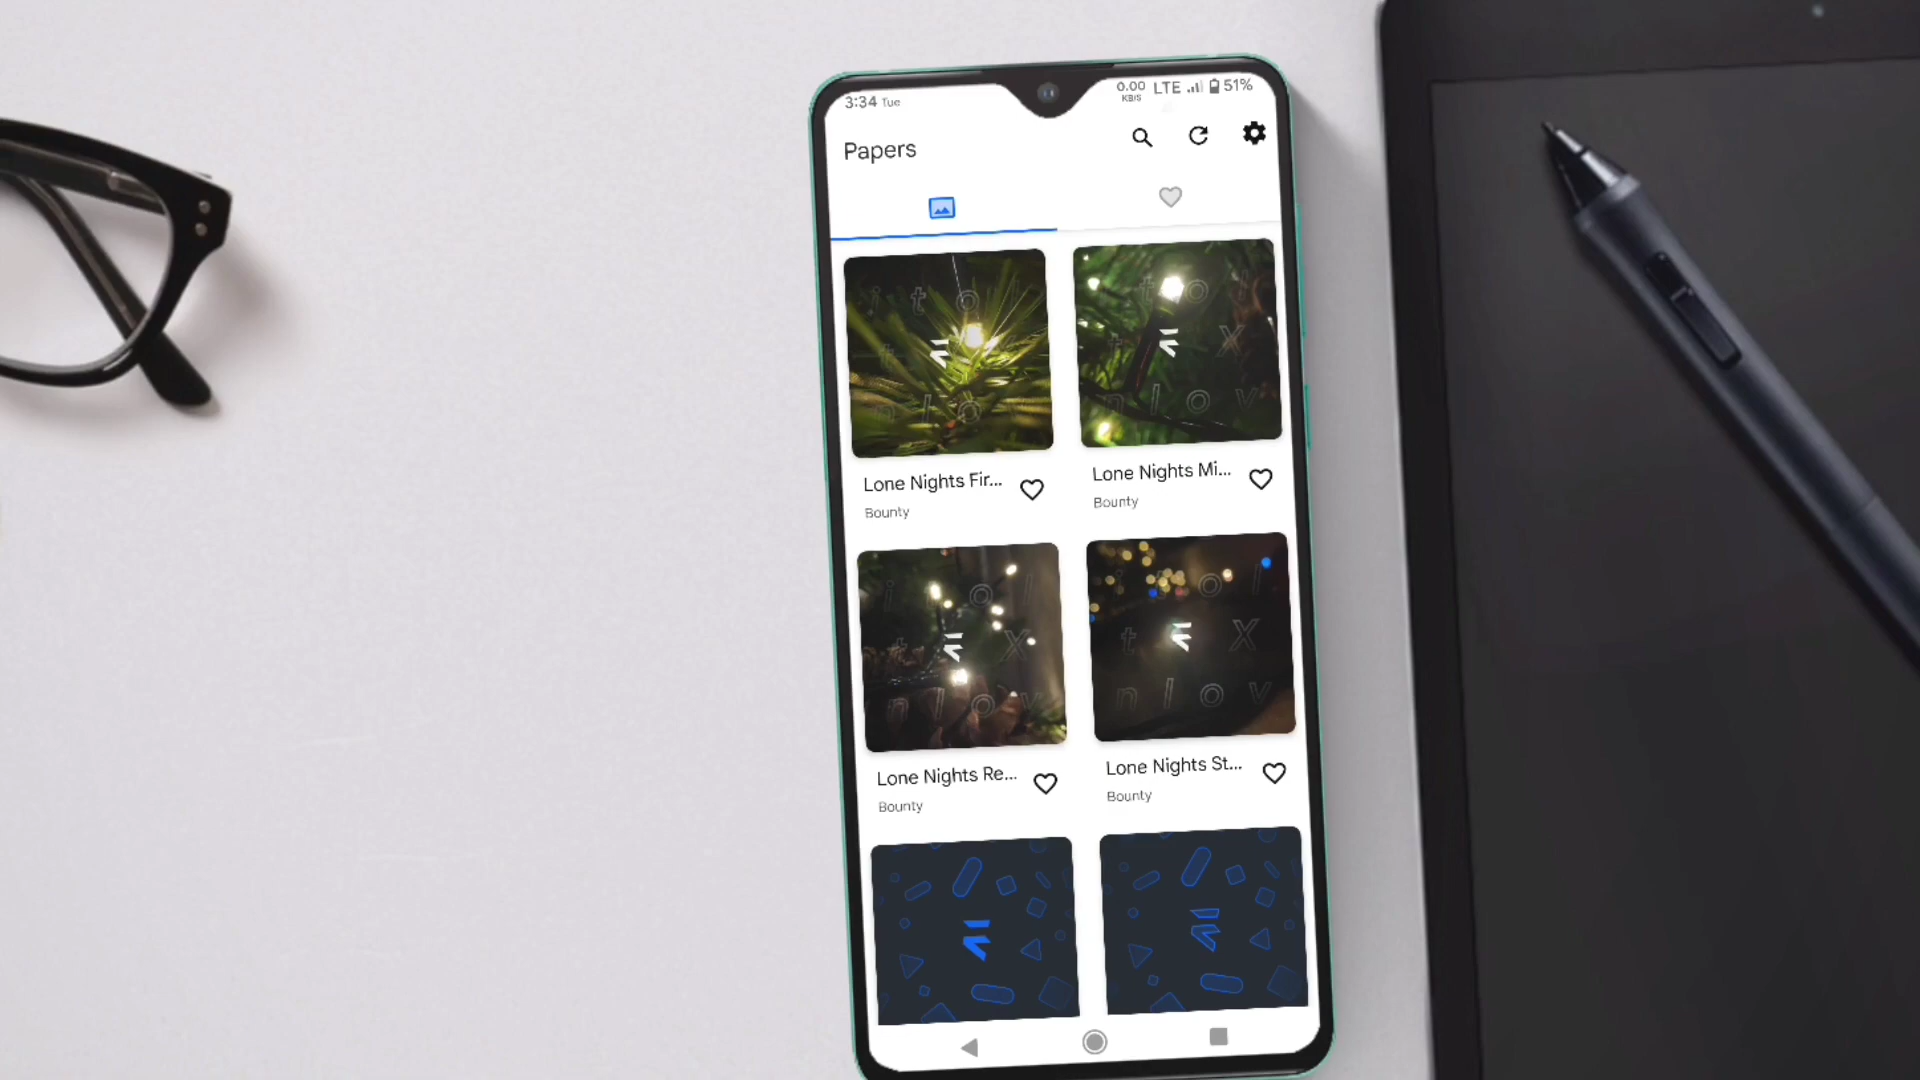 3:34 Tue
0.00 KB/S LTE 51%
Papers
i t o l
t X
n l o v
Lone Nights Fir...
Bounty
Lone Nights Mi...
Bounty
Lone Nights Re...
Bounty
Lone Nights St...
Bounty